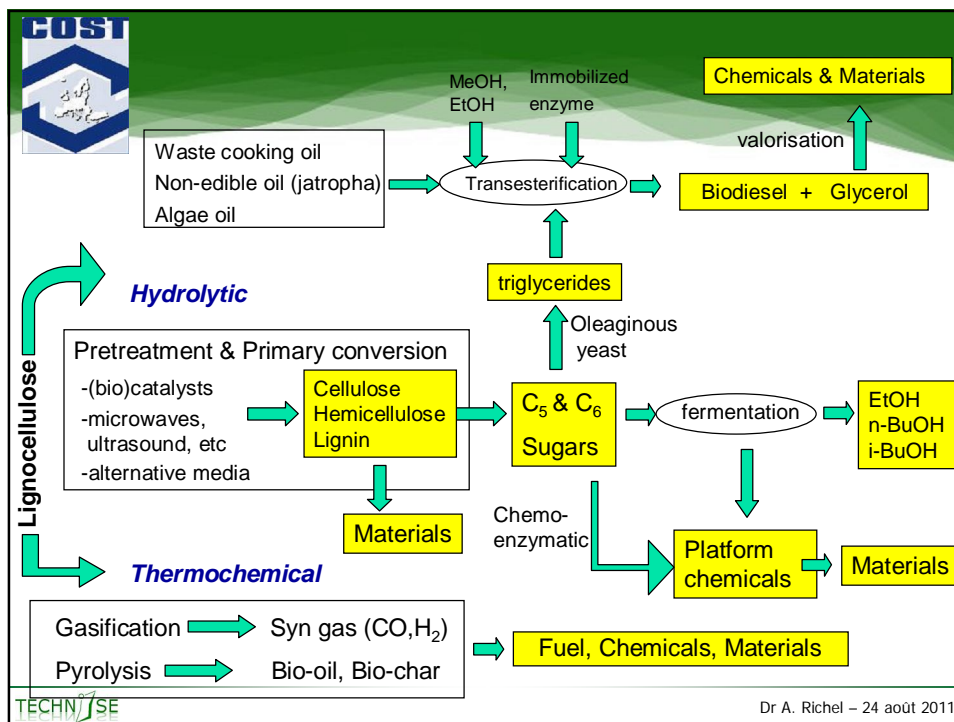 COST
MeOH,
EtOH
Immobilized
enzyme
Chemicals & Materials
valorisation
Waste cooking oil
Non-edible oil (jatropha)
Algae oil
Transesterification
Biodiesel + Glycerol
triglycerides
Hydrolytic
Oleaginous
yeast
Pretreatment & Primary conversion
-(bio)catalysts
-microwaves,
ultrasound, etc
-alternative media
Cellulose
Hemicellulose
Lignin
C₅ & C₆
Sugars
fermentation
EtOH
n-BuOH
i-BuOH
Lignocellulose
Materials
Chemo-
enzymatic
Platform
chemicals
Materials
Thermochemical
Gasification
Syn gas (CO,H₂)
Pyrolysis
Bio-oil, Bio-char
Fuel, Chemicals, Materials
TECHNOSE
Dr A. Richel – 24 août 2011